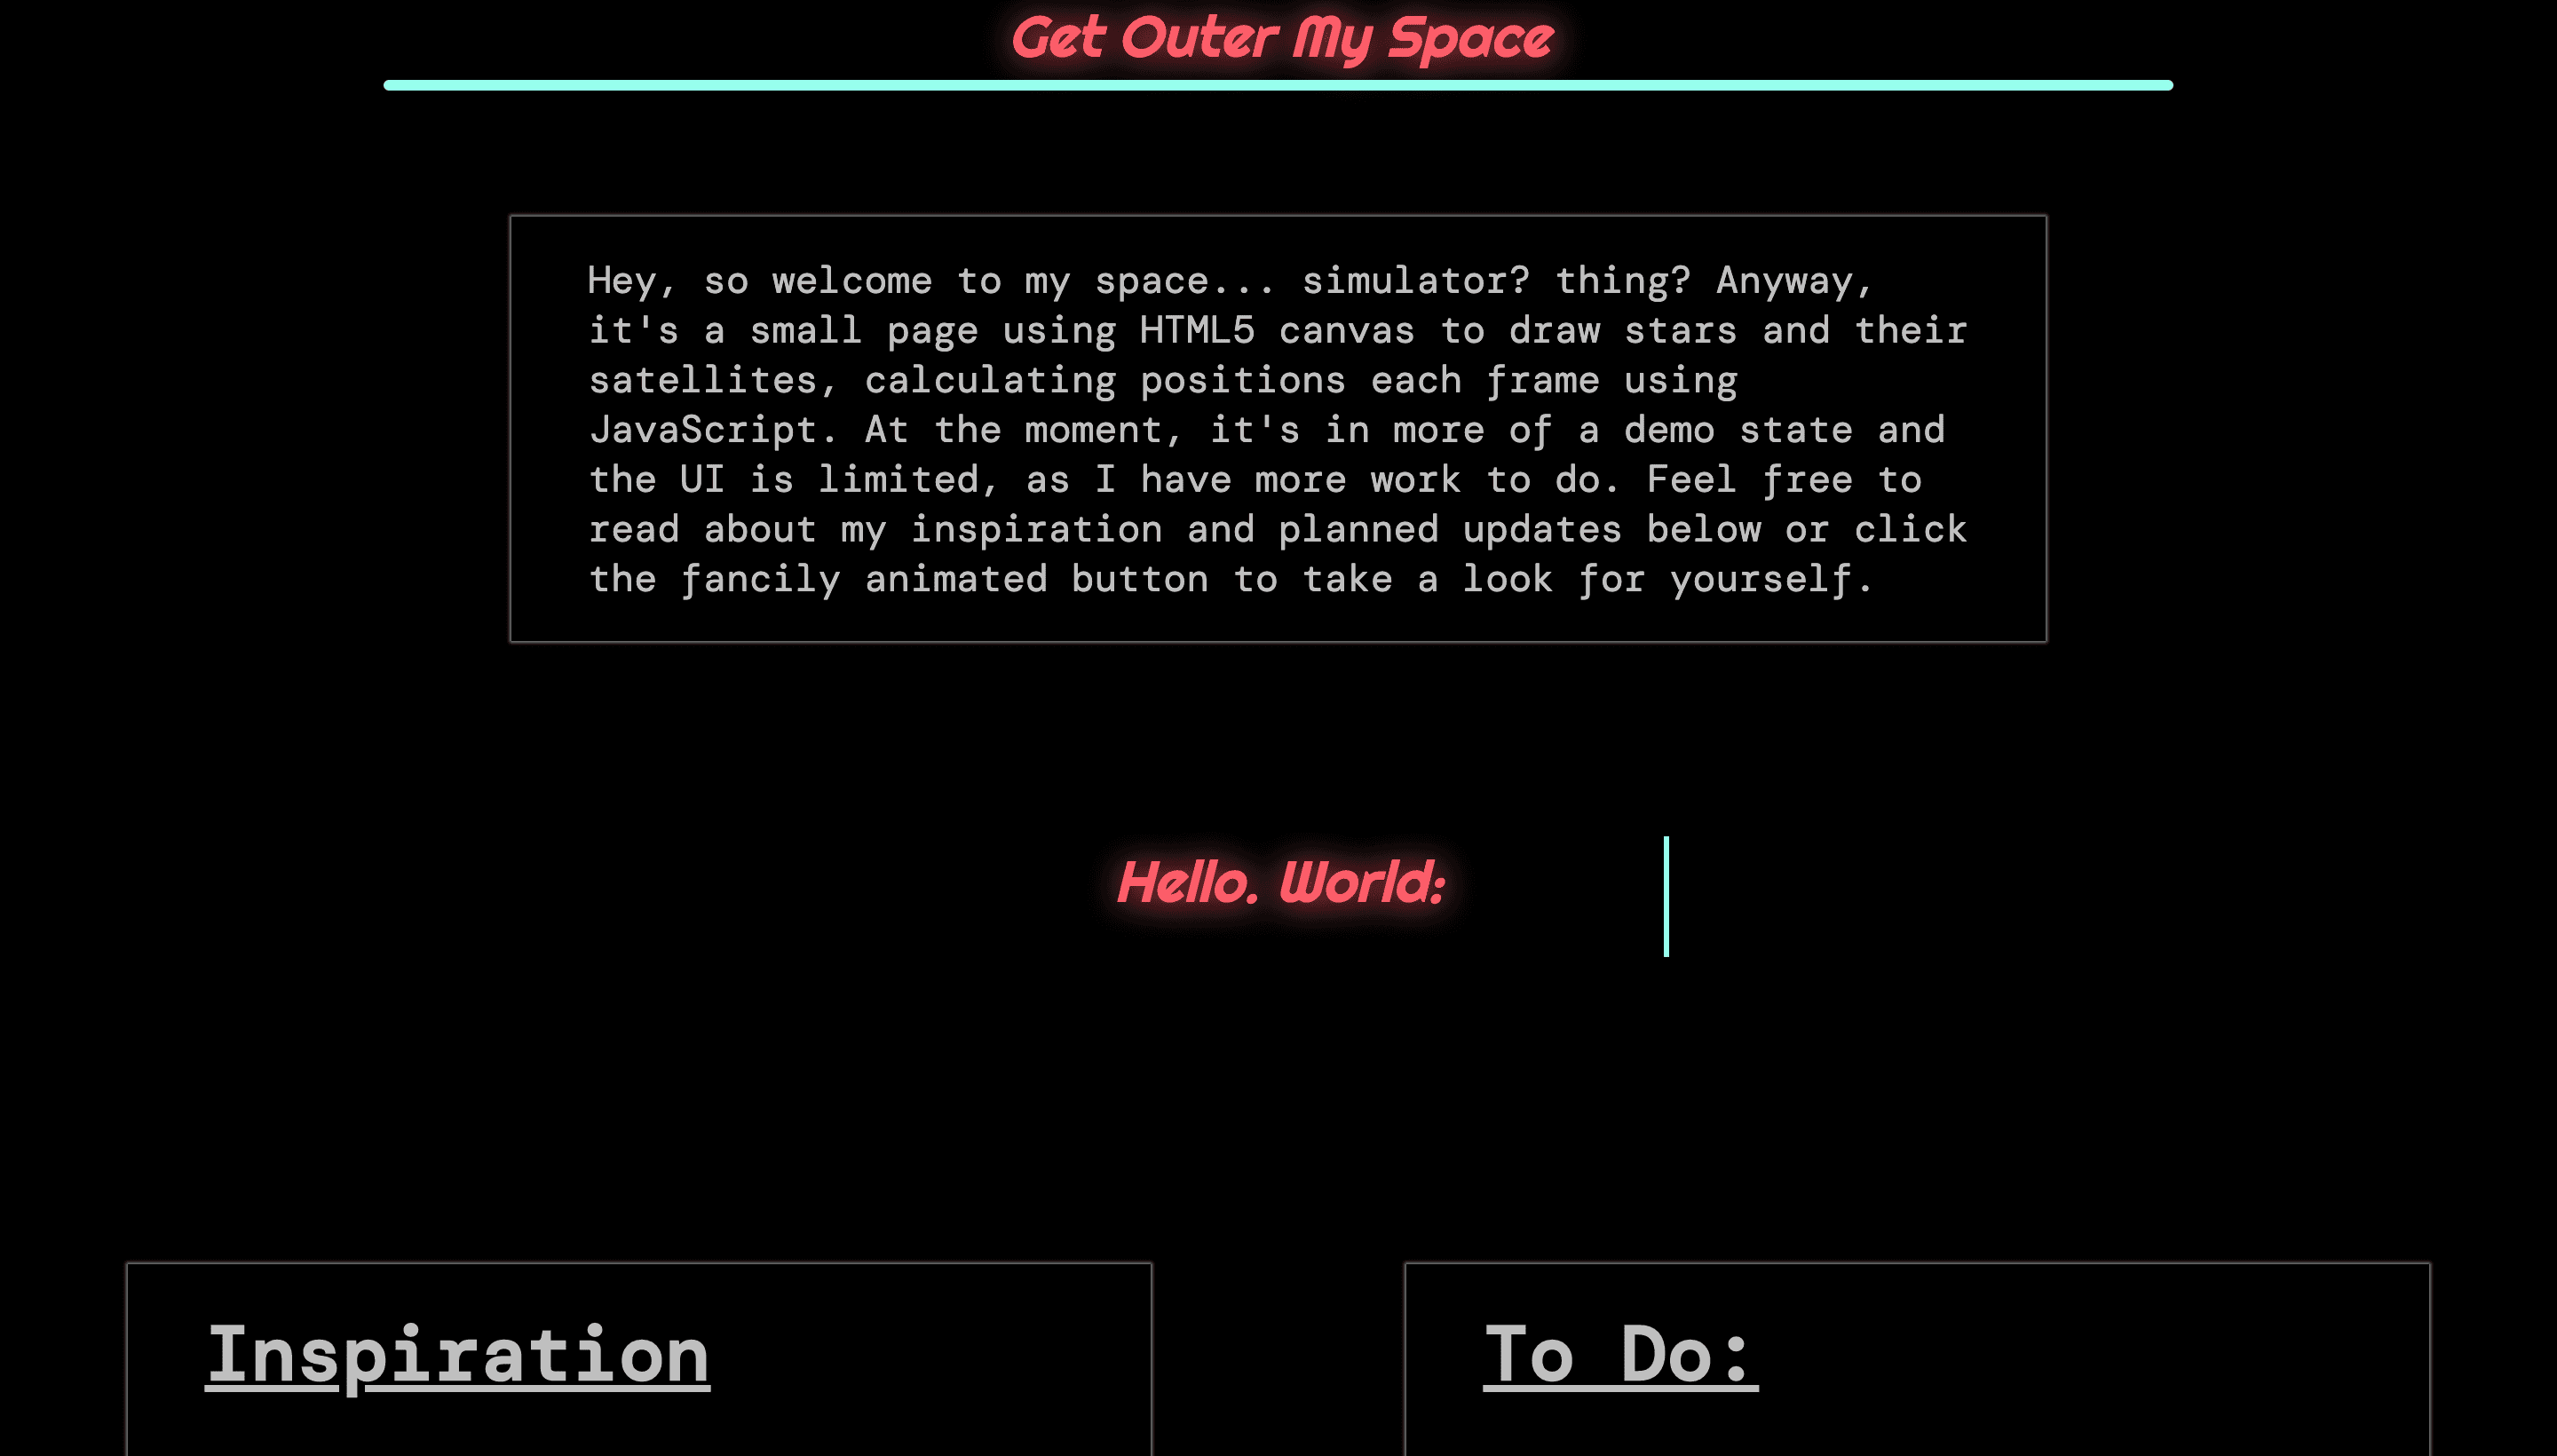 Get Outer My Space
Hey, so welcome to my space... simulator? thing? Anyway,
it's a small page using HTML5 canvas to draw stars and their
satellites, calculating positions each frame using
JavaScript. At the moment, it's in more of a demo state and
the UI is limited, as I have more work to do. Feel free to
read about my inspiration and planned updates below or click
the fancily animated button to take a look for yourself.
Hello. World:
Inspiration
To Do: